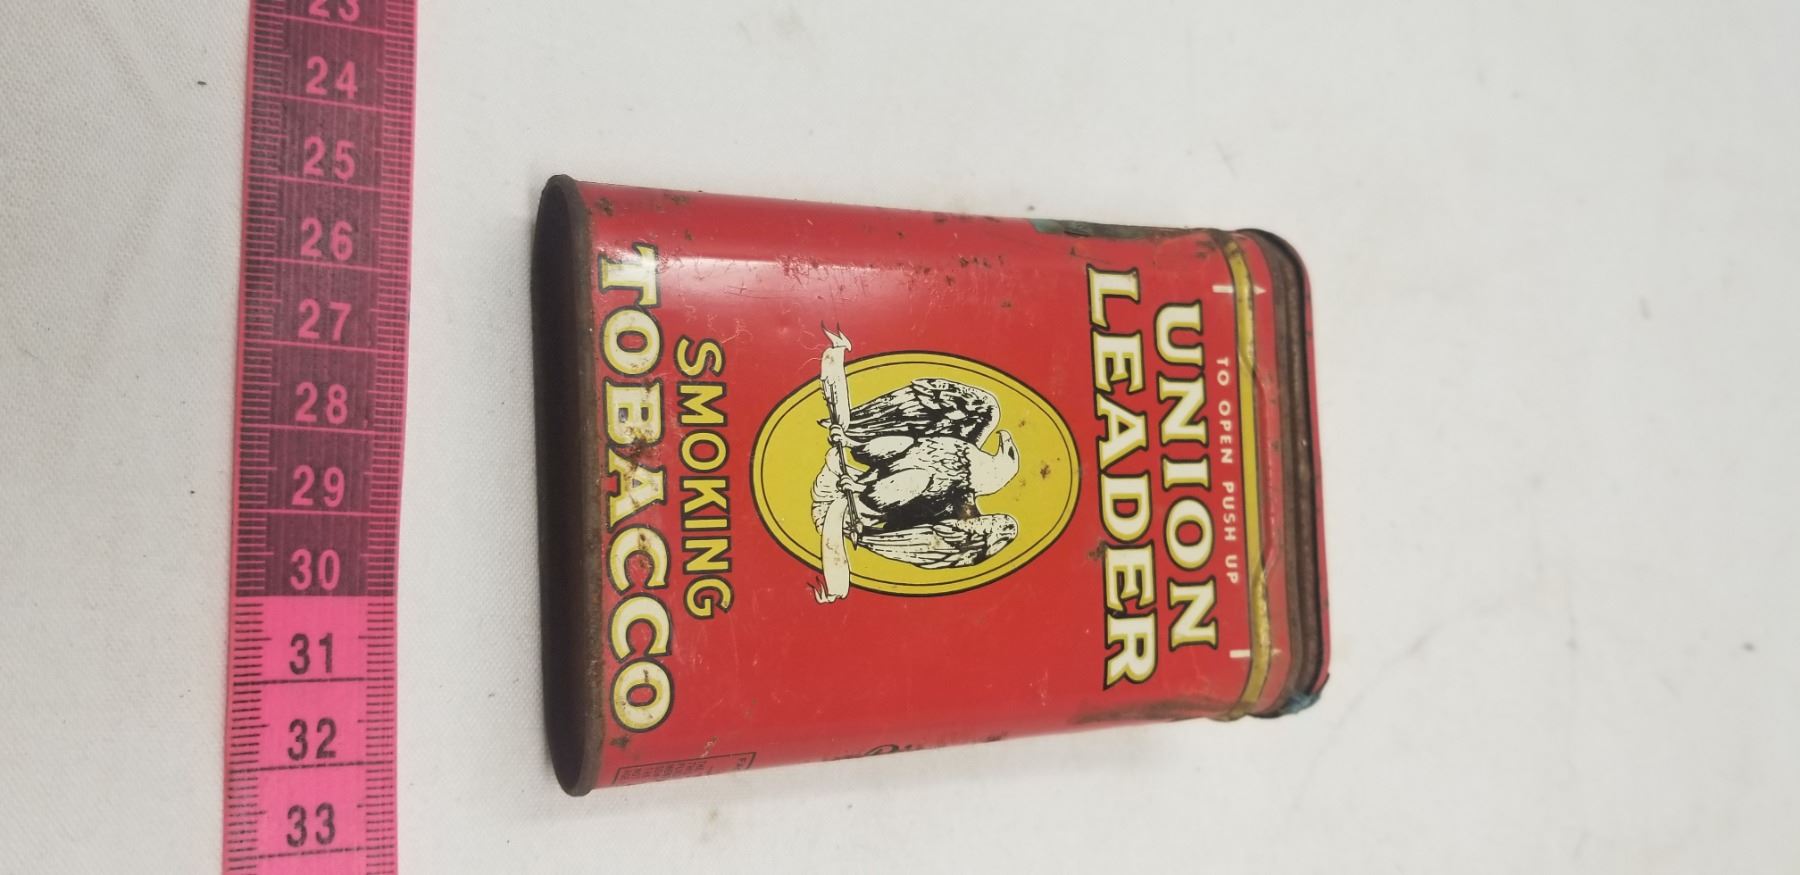 23
24
25
26
27
28
29
30
31
32
33
TO OPEN PUSH UP
UNION
LEADER
SMOKING
TOBACCO